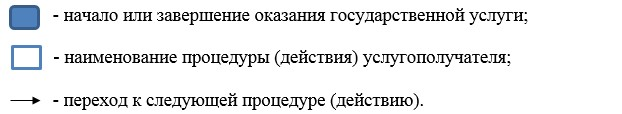 - начало или завершение оказания государственной услуги;
- наименование процедуры (действия) услугополучателя;
- переход к следующей процедуре (действию).